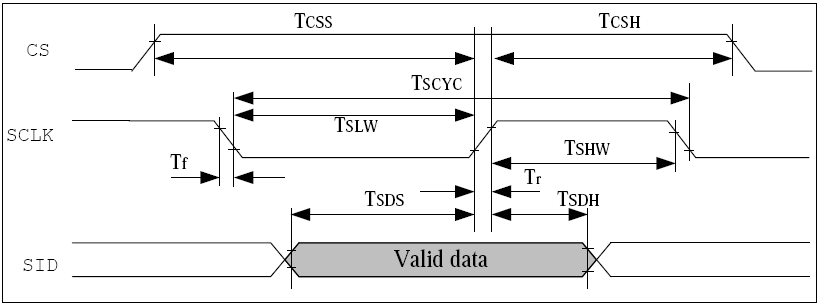 TCSS TCSH
CS
TSCYC
TSLW
SCLK
TSHW
Tf
Tr
TSDS TSDH
Valid data
SID